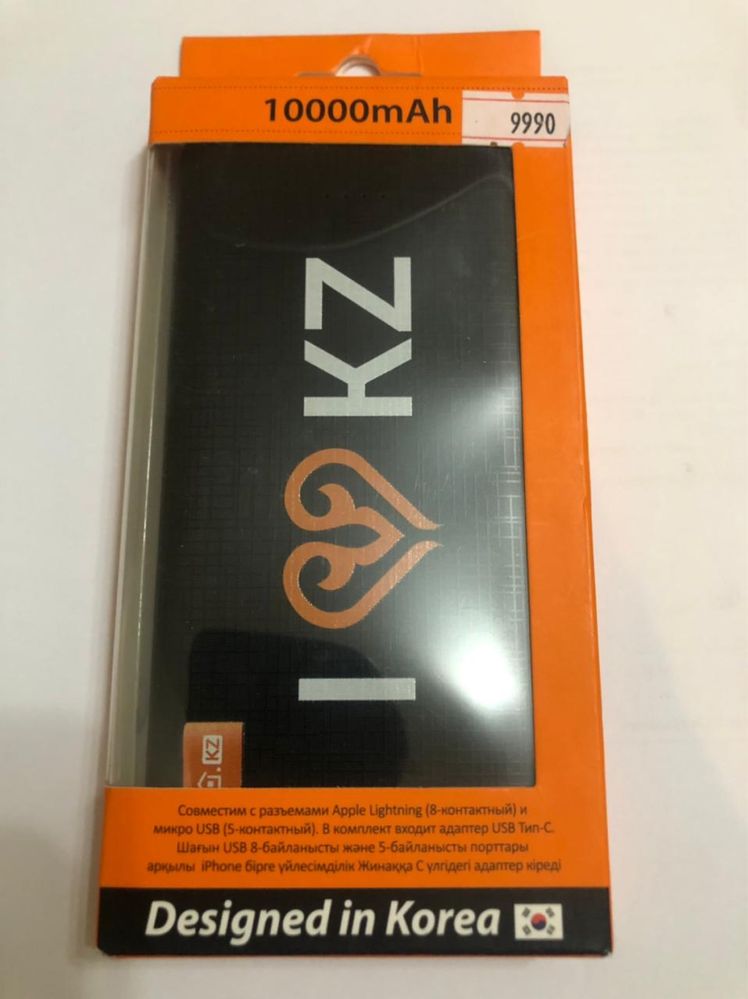 10000mAh
9990
I KZ
.KZ
Совместим с разъемами Apple Lightning (8-контактный) и
микро USB (5-контактный). В комплект входит адаптер USB Тип-С.
Шағын USB 8-байланысты және 5-байланысты порттары
арқылы iPhone бірге үйлесімділік Жинаққа С үлгідегі адаптер кіреді
Designed in Korea